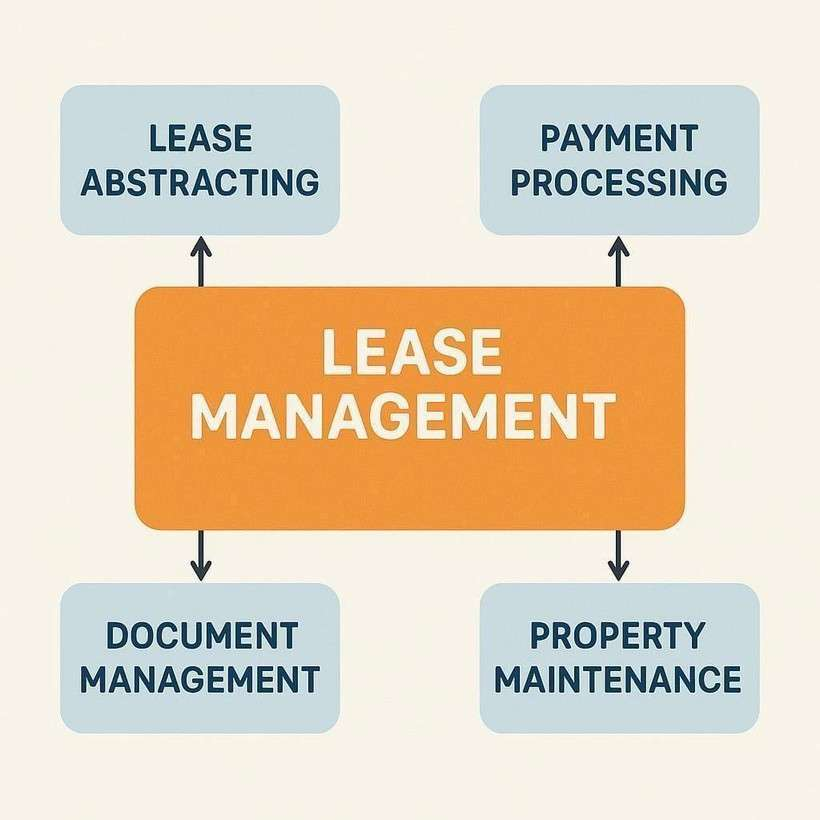 LEASE
ABSTRACTING
PAYMENT
PROCESSING
LEASE
MANAGEMENT
DOCUMENT
MANAGEMENT
PROPERTY
MAINTENANCE